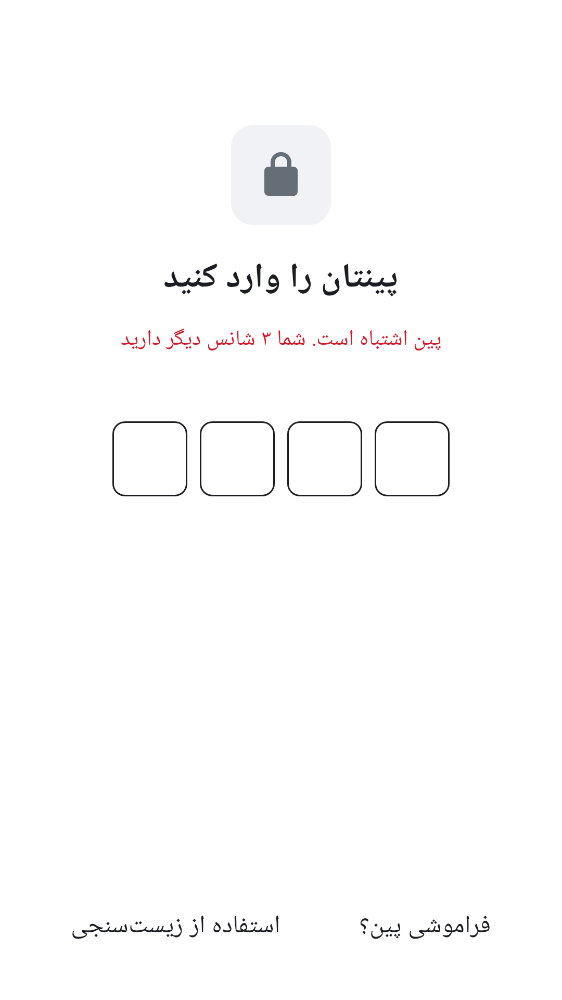 پینتان را وارد کنید
پین اشتباه است. شما ۳ شانس دیگر دارید
فراموشی پین؟
استفاده از زیست‌سنجی